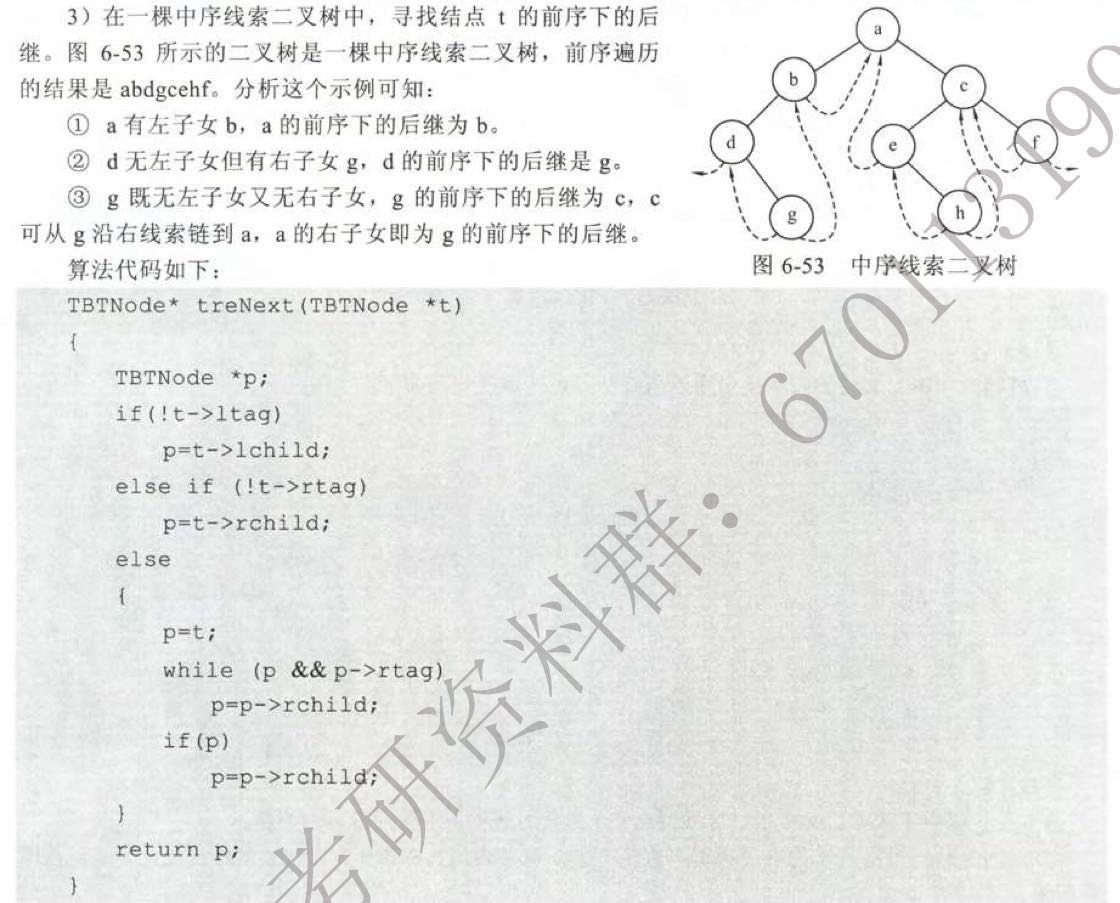 3）在一棵中序线索二叉树中，寻找结点 t 的前序下的后
继。图 6-53 所示的二叉树是一棵中序线索二叉树，前序遍历
的结果是 abdgcehf。分析这个示例可知：
① a 有左子女 b，a 的前序下的后继为 b。
② d 无左子女但有右子女 g，d 的前序下的后继是 g。
③ g 既无左子女又无右子女，g 的前序下的后继为 c，c
可从 g 沿右线索链到 a，a 的右子女即为 g 的前序下的后继。
算法代码如下：
a
b
c
d
e
f
g
h
图 6-53 中序线索二叉树
TBTNode* treNext(TBTNode *t)
{
TBTNode *p;
if(!t->ltag)
p=t->lchild;
else if (!t->rtag)
p=t->rchild;
else
{
p=t;
while (p && p->rtag)
p=p->rchild;
if(p)
p=p->rchild;
}
return p;
}
考研资料群：670113199